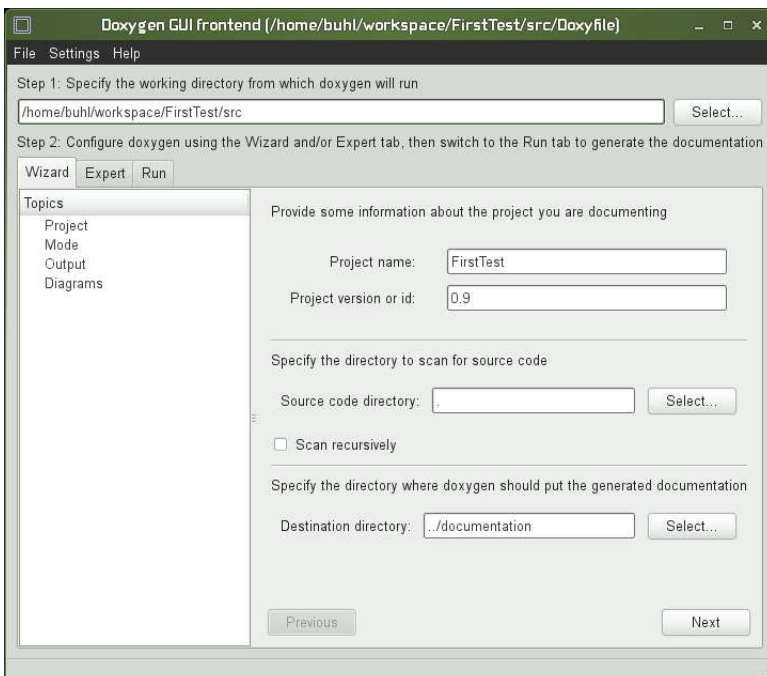 Doxygen GUI frontend (/home/buhl/workspace/FirstTest/src/Doxyfile)
File Settings Help
Step 1: Specify the working directory from which doxygen will run
/home/buhl/workspace/FirstTest/src Select...
Step 2: Configure doxygen using the Wizard and/or Expert tab, then switch to the Run tab to generate the documentation
Wizard Expert Run
Topics
Project
Mode
Output
Diagrams
Provide some information about the project you are documenting
Project name: FirstTest
Project version or id: 0.9
Specify the directory to scan for source code
Source code directory: . Select...
Scan recursively
Specify the directory where doxygen should put the generated documentation
Destination directory: ../documentation Select...
Previous Next